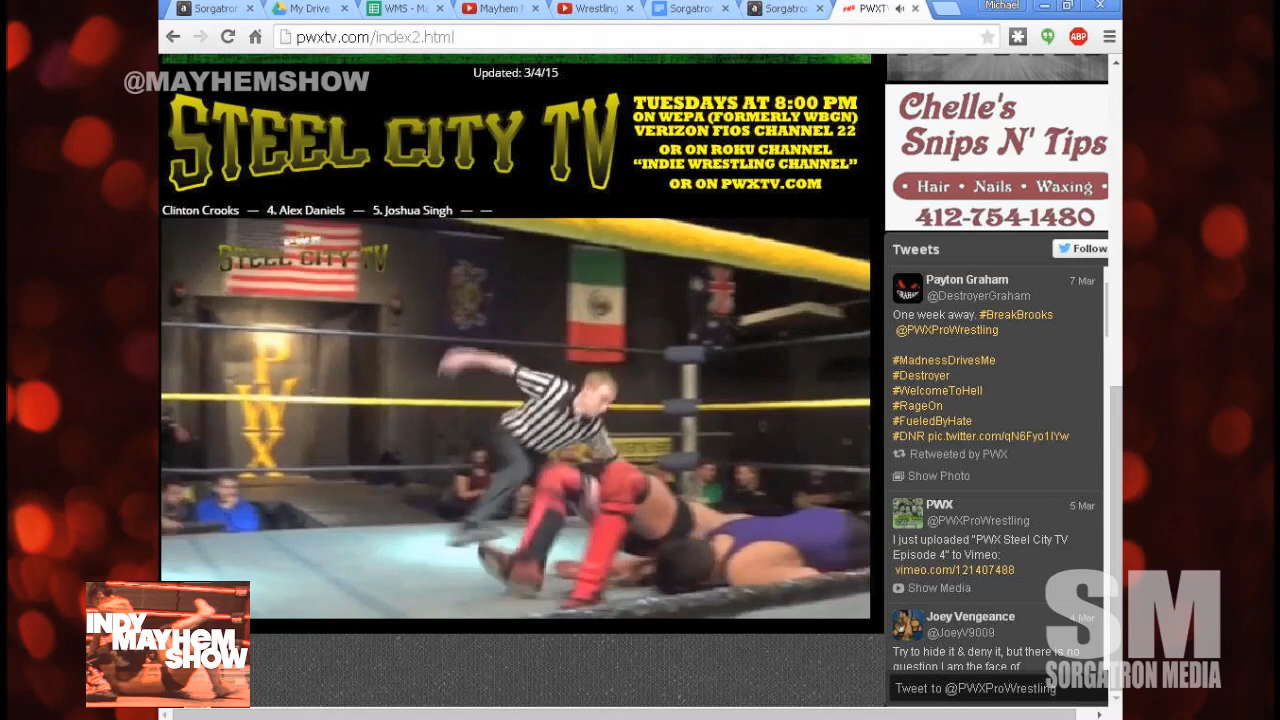 Sorgatron
My Drive
WMS - Ma
Mayhem M
Wrestling
Sorgatron
Sorgatron
PWXT
Michael
pwxtv.com/index2.html
ABP
@MAYHEMSHOW
Updated: 3/4/15
STEEL CITY TV
TUESDAYS AT 8:00 PM
ON WEPA (FORMERLY WBGN)
VERIZON FIOS CHANNEL 22
OR ON ROKU CHANNEL
“INDIE WRESTLING CHANNEL”
OR ON PWXTV.COM
Clinton Crooks — 4. Alex Daniels — 5. Joshua Singh — —
PWX
STEEL CITY TV
PWX
Chelle's
Snips N' Tips
• Hair • Nails • Waxing •
412-754-1480
Tweets
Follow
Payton Graham
7 Mar
@DestroyerGraham
One week away. #BreakBrooks
@PWXProWrestling
#MadnessDrivesMe
#Destroyer
#WelcomeToHell
#RageOn
#FueledByHate
#DNR pic.twitter.com/qN6Fyo1IYw
Retweeted by PWX
Show Photo
PWX
5 Mar
@PWXProWrestling
I just uploaded "PWX Steel City TV
Episode 4" to Vimeo:
vimeo.com/121407488
Show Media
Joey Vengeance
4 Mar
@JoeyV9009
Try to hide it & deny it, but there is no
question I am the face of
Tweet to @PWXProWrestling
INDY
MAYHEM
SHOW
SM
SORGATRON MEDIA